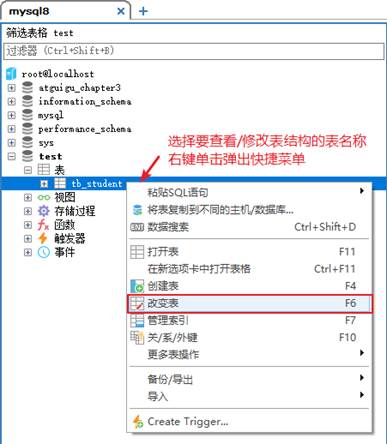 mysql8
筛选表格 test
过滤器 (Ctrl+Shift+B)
root@localhost
atguigu_chapter3
information_schema
mysql
performance_schema
sys
test
表
tb_student
视图
存储过程
函数
触发器
事件
选择要查看/修改表结构的表名称
右键单击弹出快捷菜单
粘贴SQL语句
将表复制到不同的主机/数据库...
数据搜索 Ctrl+Shift+D
打开表 F11
在新选项卡中打开表格 Ctrl+F11
创建表 F4
改变表 F6
管理索引 F7
关/系/外键 F10
更多表操作
备份/导出
导入
Create Trigger...